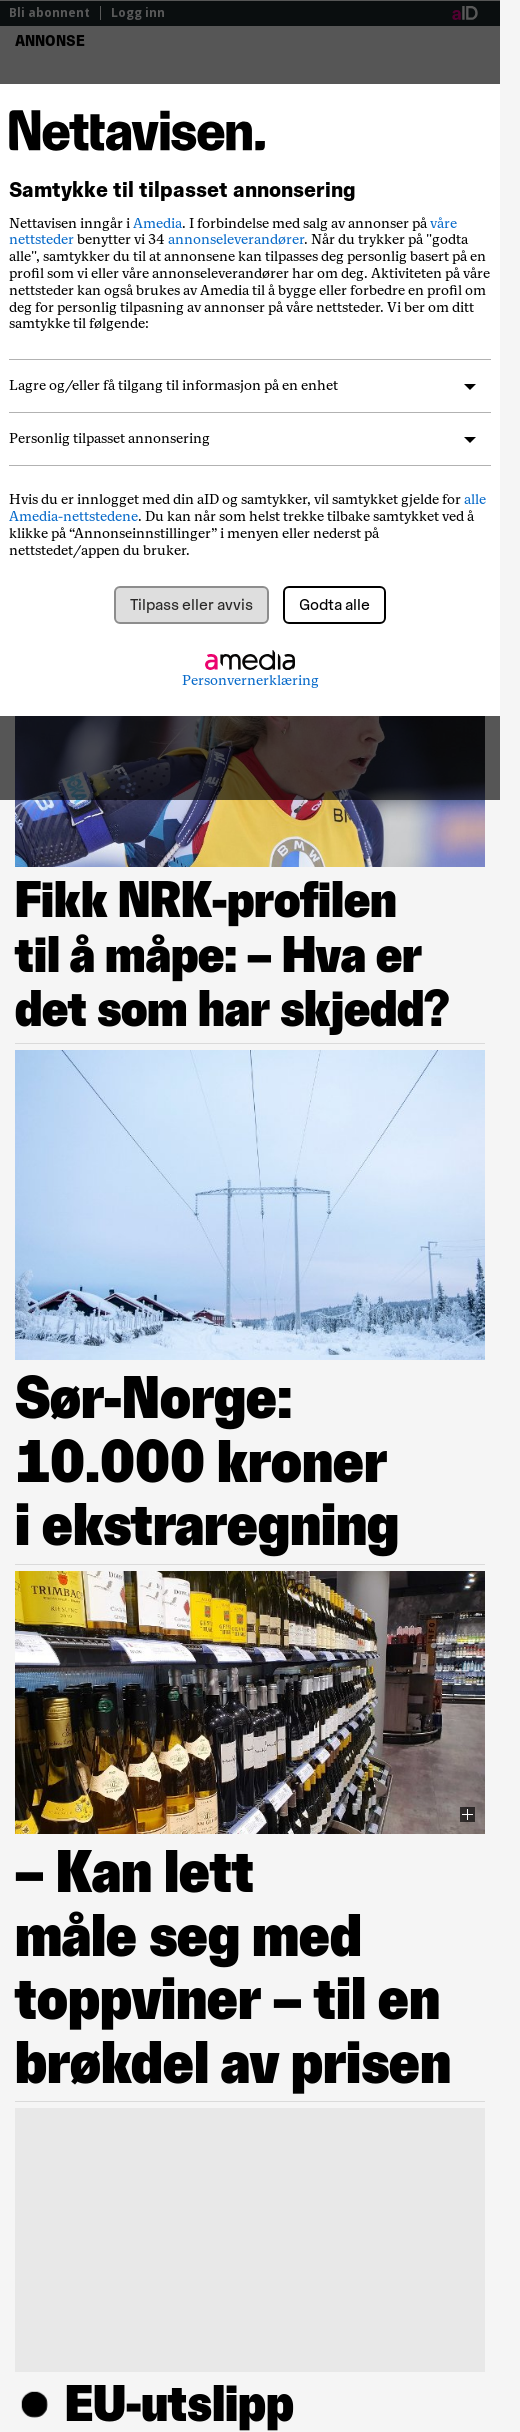 Bli abonnent | Logg inn aID
ANNONSE
Nettavisen.
Samtykke til tilpasset annonsering
Nettavisen inngår i Amedia. I forbindelse med salg av annonser på våre
nettsteder benytter vi 34 annonseleverandører. Når du trykker på "godta
alle", samtykker du til at annonsene kan tilpasses deg personlig basert på en
profil som vi eller våre annonseleverandører har om deg. Aktiviteten på våre
nettsteder kan også brukes av Amedia til å bygge eller forbedre en profil om
deg for personlig tilpasning av annonser på våre nettsteder. Vi ber om ditt
samtykke til følgende:
Lagre og/eller få tilgang til informasjon på en enhet
Personlig tilpasset annonsering
Hvis du er innlogget med din aID og samtykker, vil samtykket gjelde for alle
Amedia-nettstedene. Du kan når som helst trekke tilbake samtykket ved å
klikke på “Annonseinnstillinger” i menyen eller nederst på
nettstedet/appen du bruker.
Tilpass eller avvis Godta alle
amedia
Personvernerklæring
BMW
Fikk NRK-profilen
til å måpe: – Hva er
det som har skjedd?
Sør-Norge:
10.000 kroner
i ekstraregning
TRIMBACH
RIESLING
– Kan lett
måle seg med
toppviner – til en
brøkdel av prisen
● EU-utslipp